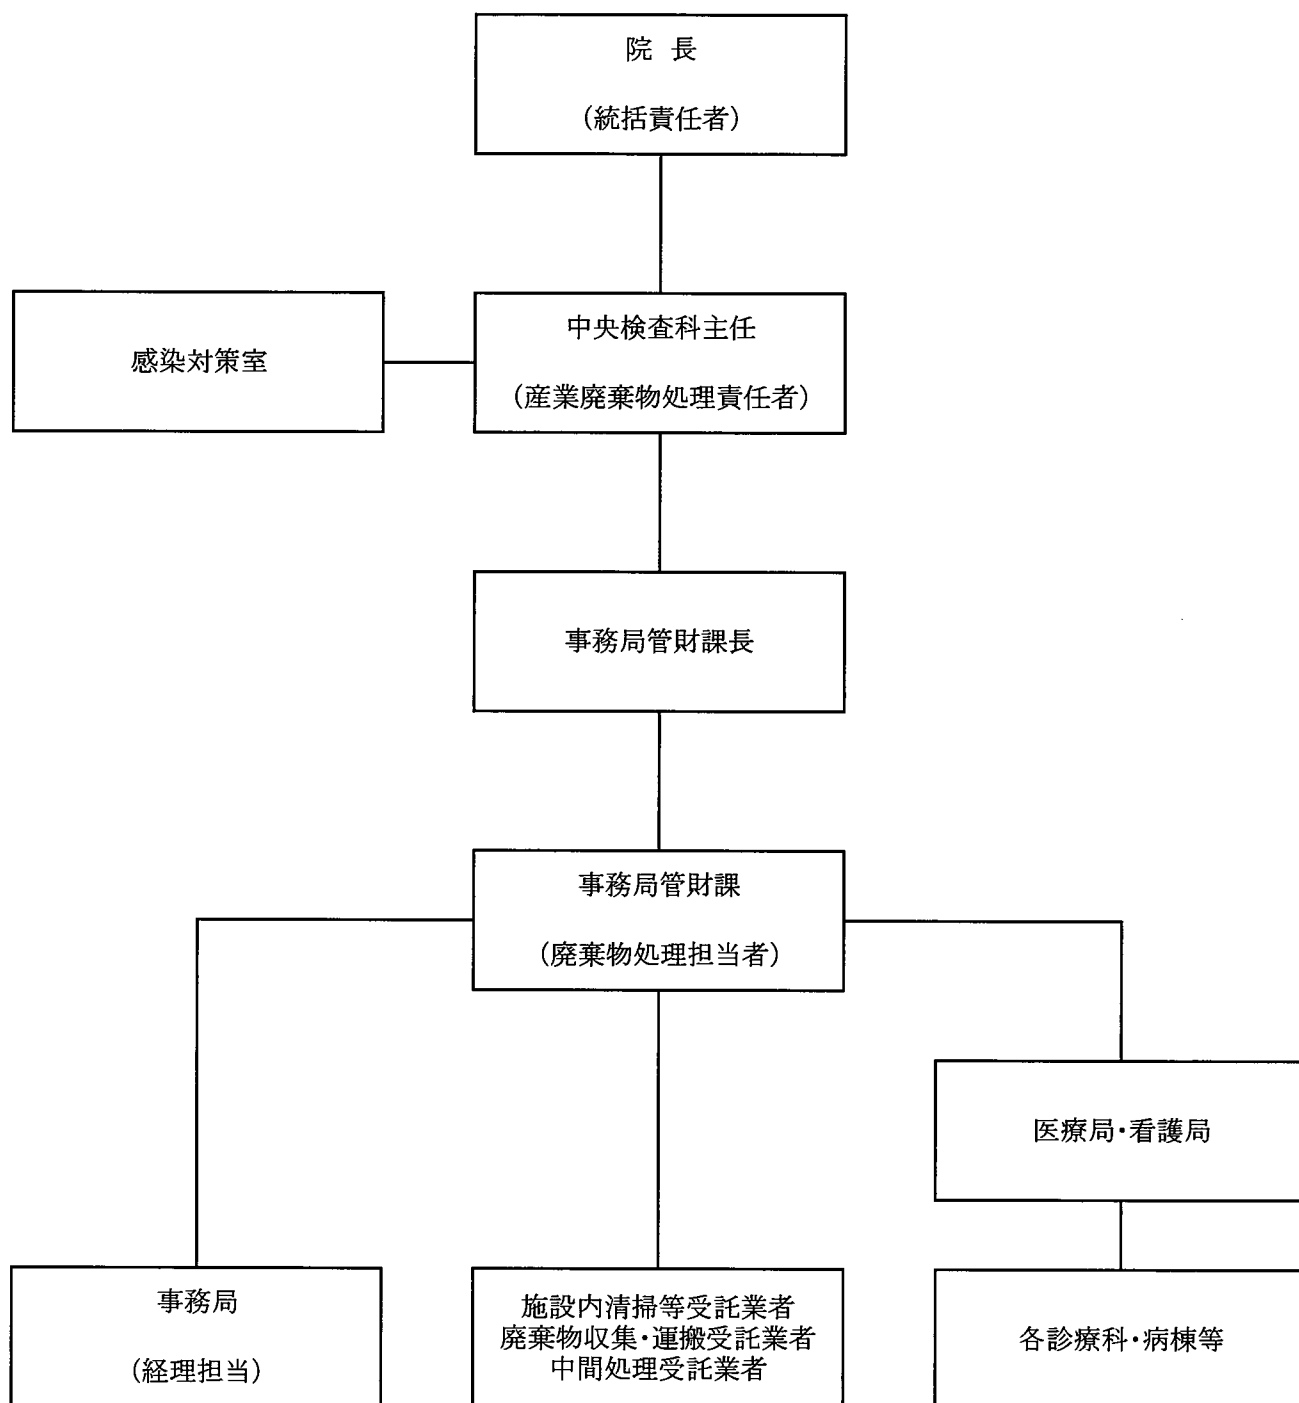 院 長
（統括責任者）
感染対策室
中央検査科主任
（産業廃棄物処理責任者）
事務局管財課長
事務局管財課
（廃棄物処理担当者）
医療局・看護局
事務局
（経理担当）
施設内清掃等受託業者
廃棄物収集・運搬受託業者
中間処理受託業者
各診療科・病棟等